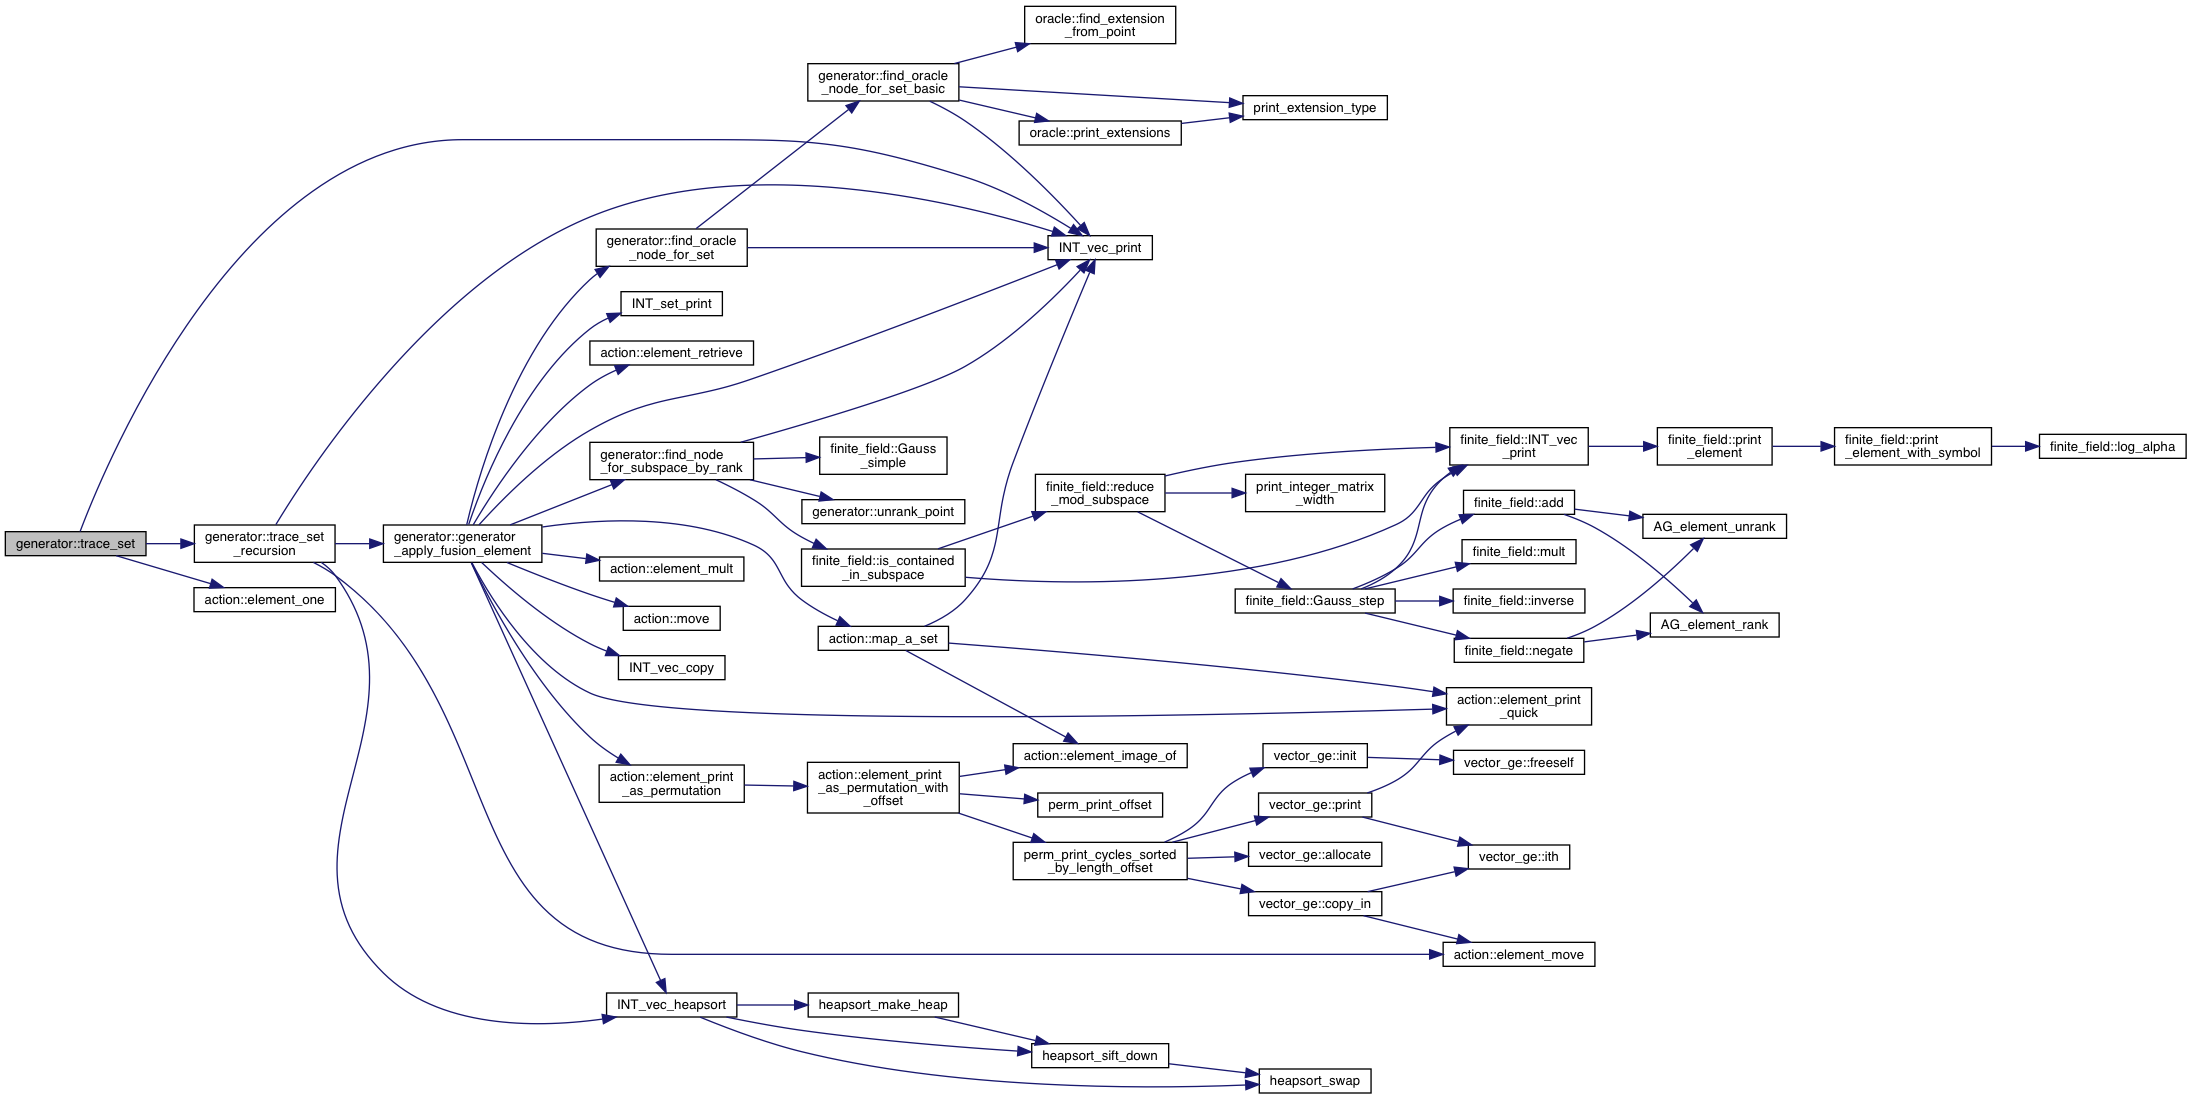 oracle::find_extension
_from_point
generator::find_oracle
_node_for_set_basic
print_extension_type
oracle::print_extensions
generator::find_oracle
_node_for_set
INT_vec_print
INT_set_print
action::element_retrieve
generator::find_node
_for_subspace_by_rank
finite_field::Gauss
_simple
finite_field::INT_vec
_print
finite_field::print
_element
finite_field::print
_element_with_symbol
finite_field::log_alpha
finite_field::reduce
_mod_subspace
print_integer_matrix
_width
finite_field::add
generator::unrank_point
AG_element_unrank
generator::trace_set
generator::trace_set
_recursion
generator::generator
_apply_fusion_element
finite_field::mult
action::element_mult
finite_field::is_contained
_in_subspace
action::element_one
finite_field::Gauss_step
finite_field::inverse
action::move
AG_element_rank
action::map_a_set
finite_field::negate
INT_vec_copy
action::element_print
_quick
action::element_image_of
vector_ge::init
vector_ge::freeself
action::element_print
_as_permutation
action::element_print
_as_permutation_with
_offset
perm_print_offset
vector_ge::print
perm_print_cycles_sorted
_by_length_offset
vector_ge::allocate
vector_ge::ith
vector_ge::copy_in
action::element_move
INT_vec_heapsort
heapsort_make_heap
heapsort_sift_down
heapsort_swap